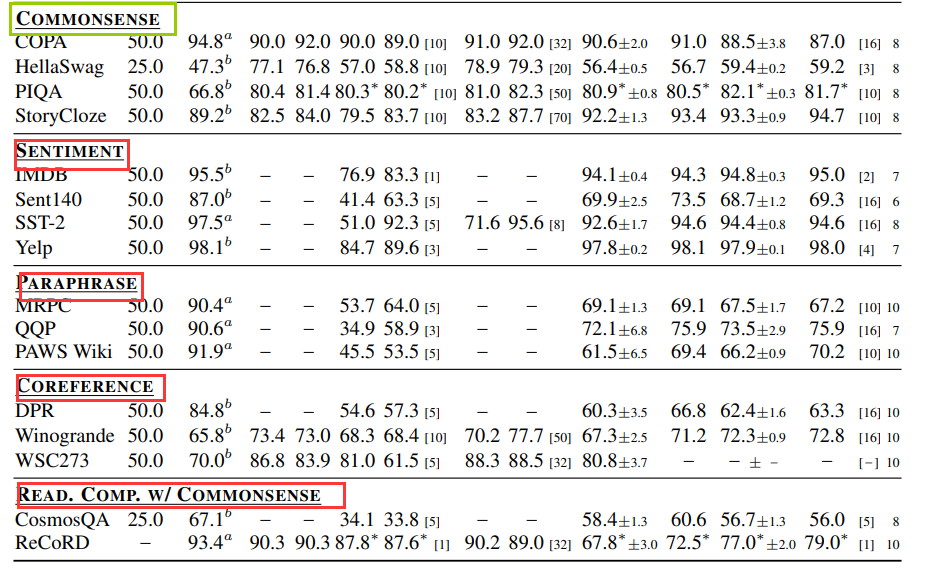 COMMONSENSE
COPA 50.0 94.8a 90.0 92.0 90.0 89.0 [10] 91.0 92.0 [32] 90.6±2.0 91.0 88.5±3.8 87.0 [16] 8
HellaSwag 25.0 47.3b 77.1 76.8 57.0 58.8 [10] 78.9 79.3 [20] 56.4±0.5 56.7 59.4±0.2 59.2 [3] 8
PIQA 50.0 66.8b 80.4 81.4 80.3* 80.2* [10] 81.0 82.3 [50] 80.9*±0.8 80.5* 82.1*±0.3 81.7* [10] 8
StoryCloze 50.0 89.2b 82.5 84.0 79.5 83.7 [10] 83.2 87.7 [70] 92.2±1.3 93.4 93.3±0.9 94.7 [10] 8
SENTIMENT
IMDB 50.0 95.5b – – 76.9 83.3 [1] – – 94.1±0.4 94.3 94.8±0.3 95.0 [2] 7
Sent140 50.0 87.0b – – 41.4 63.3 [5] – – 69.9±2.5 73.5 68.7±1.2 69.3 [16] 6
SST-2 50.0 97.5a – – 51.0 92.3 [5] 71.6 95.6 [8] 92.6±1.7 94.6 94.4±0.8 94.6 [16] 8
Yelp 50.0 98.1b – – 84.7 89.6 [3] – – 97.8±0.2 98.1 97.9±0.1 98.0 [4] 7
PARAPHRASE
MRPC 50.0 90.4a – – 53.7 64.0 [5] – – 69.1±1.3 69.1 67.5±1.7 67.2 [10] 10
QQP 50.0 90.6a – – 34.9 58.9 [3] – – 72.1±6.8 75.9 73.5±2.9 75.9 [16] 7
PAWS Wiki 50.0 91.9a – – 45.5 53.5 [5] – – 61.5±6.5 69.4 66.2±0.9 70.2 [10] 10
COREFERENCE
DPR 50.0 84.8b – – 54.6 57.3 [5] – – 60.3±3.5 66.8 62.4±1.6 63.3 [16] 10
Winogrande 50.0 65.8b 73.4 73.0 68.3 68.4 [10] 70.2 77.7 [50] 67.3±2.5 71.2 72.3±0.9 72.8 [16] 10
WSC273 50.0 70.0b 86.8 83.9 81.0 61.5 [5] 88.3 88.5 [32] 80.8±3.7 – – ± – – [–] 10
READ. COMP. W/ COMMONSENSE
CosmosQA 25.0 67.1b – – 34.1 33.8 [5] – – 58.4±1.3 60.6 56.7±1.3 56.0 [5] 8
ReCoRD – 93.4a 90.3 90.3 87.8* 87.6* [1] 90.2 89.0 [32] 67.8*±3.0 72.5* 77.0*±2.0 79.0* [1] 10